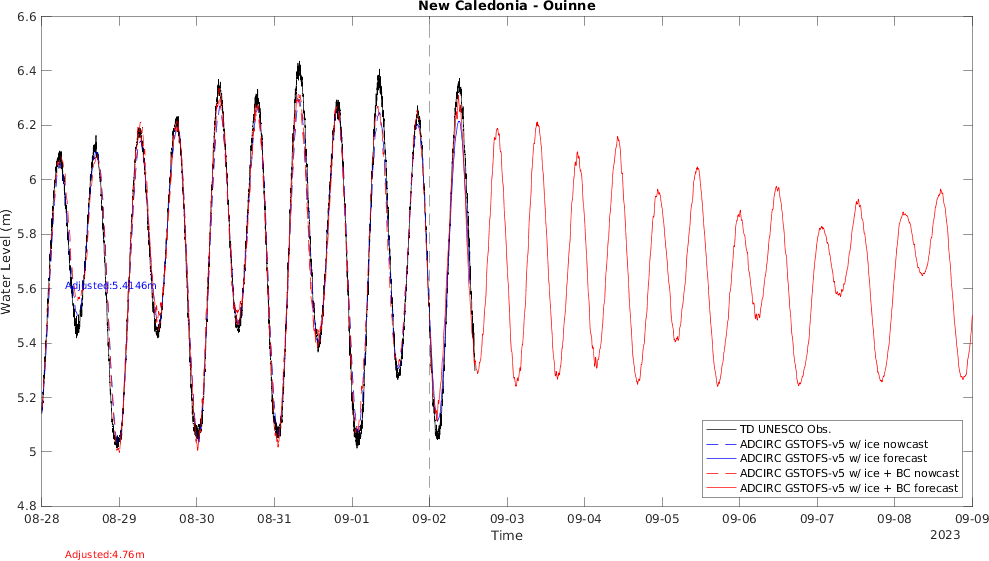 New Caledonia - Ouinne
6.6
6.4
6.2
6
5.8
5.6
5.4
5.2
5
4.8
Water Level (m)
Adjusted:5.4146m
TD UNESCO Obs.
ADCIRC GSTOFS-v5 w/ ice nowcast
ADCIRC GSTOFS-v5 w/ ice forecast
ADCIRC GSTOFS-v5 w/ ice + BC nowcast
ADCIRC GSTOFS-v5 w/ ice + BC forecast
08-28 08-29 08-30 08-31 09-01 09-02 09-03 09-04 09-05 09-06 09-07 09-08 09-09
Time
2023
Adjusted:4.76m